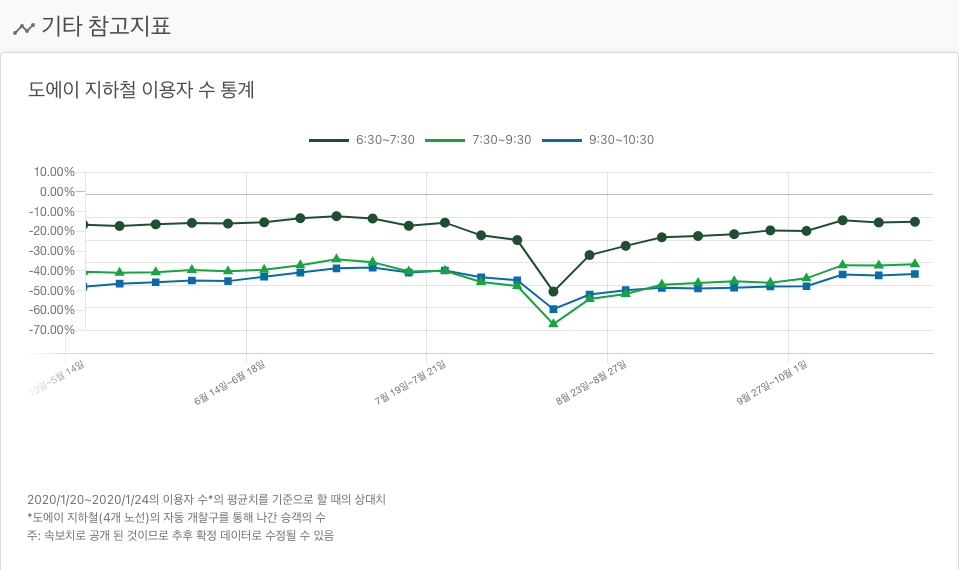 기타 참고지표
도에이 지하철 이용자 수 통계
6:30~7:30 7:30~9:30 9:30~10:30
10.00%
0.00%
-10.00%
-20.00%
-30.00%
-40.00%
-50.00%
-60.00%
-70.00%
10일~5월 14일
6월 14일~6월 18일
7월 19일~7월 21일
8월 23일~8월 27일
9월 27일~10월 1일
2020/1/20~2020/1/24의 이용자 수*의 평균치를 기준으로 할 때의 상대치
*도에이 지하철(4개 노선)의 자동 개찰구를 통해 나간 승객의 수
주: 속보치로 공개 된 것이므로 추후 확정 데이터로 수정될 수 있음